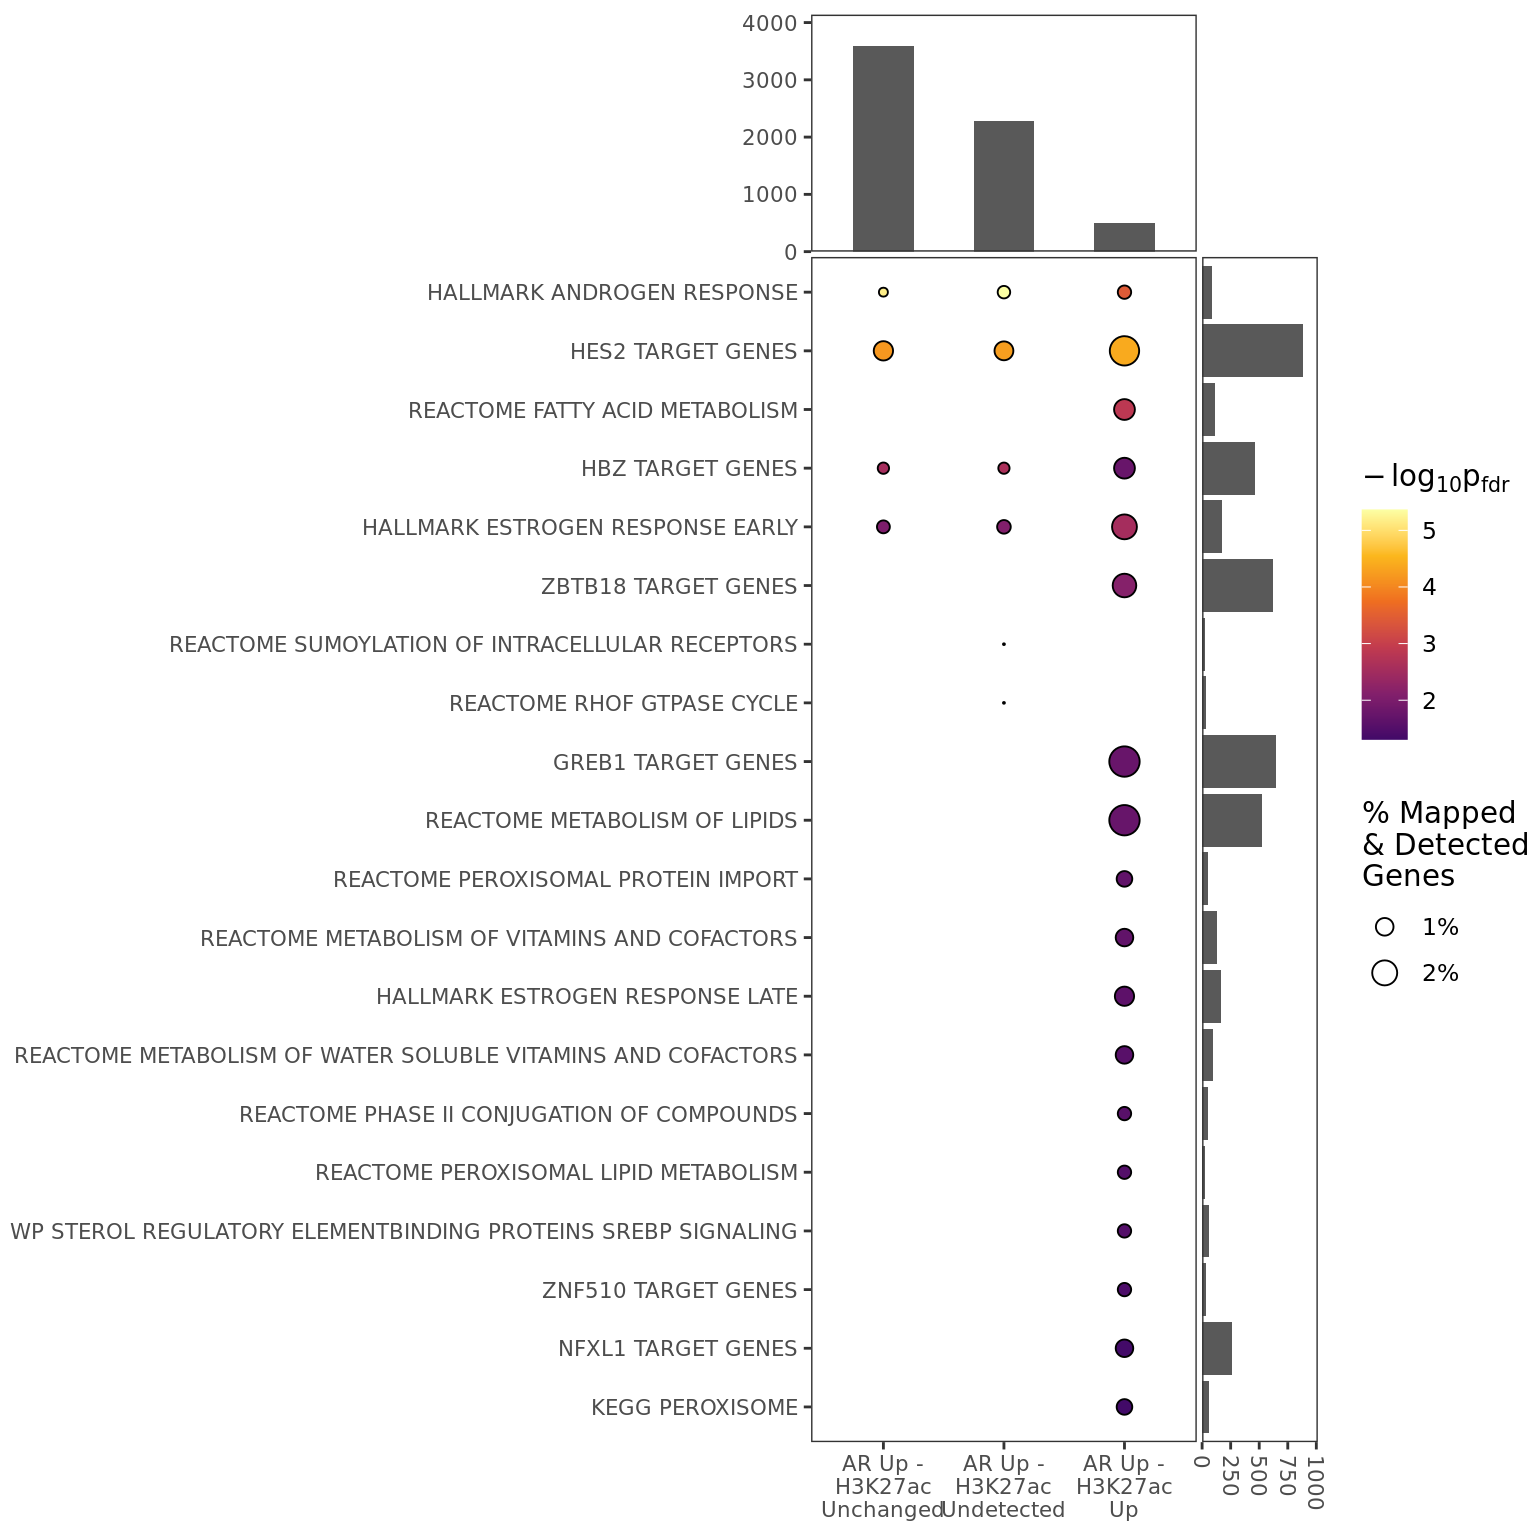 4000
3000
2000
1000
0
HALLMARK ANDROGEN RESPONSE
HES2 TARGET GENES
REACTOME FATTY ACID METABOLISM
HBZ TARGET GENES
HALLMARK ESTROGEN RESPONSE EARLY
ZBTB18 TARGET GENES
REACTOME SUMOYLATION OF INTRACELLULAR RECEPTORS
REACTOME RHOF GTPASE CYCLE
GREB1 TARGET GENES
REACTOME METABOLISM OF LIPIDS
REACTOME PEROXISOMAL PROTEIN IMPORT
REACTOME METABOLISM OF VITAMINS AND COFACTORS
HALLMARK ESTROGEN RESPONSE LATE
REACTOME METABOLISM OF WATER SOLUBLE VITAMINS AND COFACTORS
REACTOME PHASE II CONJUGATION OF COMPOUNDS
REACTOME PEROXISOMAL LIPID METABOLISM
WP STEROL REGULATORY ELEMENTBINDING PROTEINS SREBP SIGNALING
ZNF510 TARGET GENES
NFXL1 TARGET GENES
KEGG PEROXISOME
AR Up -
H3K27ac
Unchanged
AR Up -
H3K27ac
Undetected
AR Up -
H3K27ac
Up
0
250
500
750
1000
−log10pfdr
5
4
3
2
% Mapped
& Detected
Genes
1%
2%